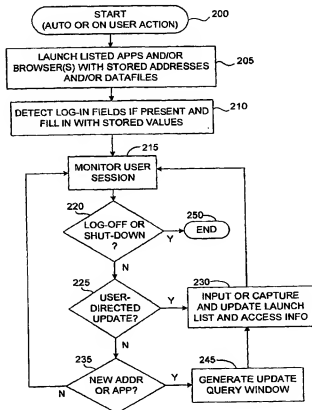 START
(AUTO OR ON USER ACTION)
200
LAUNCH LISTED APPS AND/OR
BROWSER(S) WITH STORED ADDRESSES
AND/OR DATAFILES
205
210
DETECT LOG-IN FIELDS IF PRESENT AND
FILL IN WITH STORED VALUES
215
MONITOR USER
SESSION
220
LOG-OFF OR
SHUT-DOWN
?
Y
250
END
N
225
USER-
DIRECTED
UPDATE?
Y
230
INPUT OR CAPTURE
AND UPDATE LAUNCH
LIST AND ACCESS INFO
N
235
NEW ADDR
OR APP?
N
Y
245
GENERATE UPDATE
QUERY WINDOW